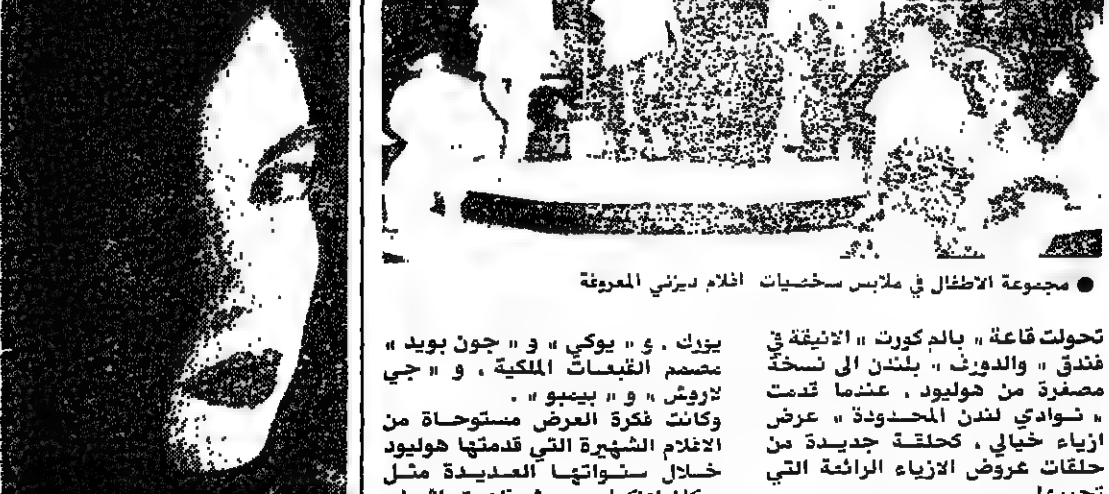 ● مجموعة الاطفال في ملابس سخصيات افلام ديزني المعروفة
تحولت قاعة « بالم كورت » الانيقة في
فندق « والدورف » بلندن الى نسخة
مصغرة من هوليود . عندما قدمت
« نوادي لندن المحدودة » عرض
ازياء خيالي ، كحلقة جديدة من
حلقات عروض الازياء الرائعة التي
يورك . و « يوكي » و « جون بويد »
مصمم القبعات الملكية ، و « جي
لاروش » و « بيمبو » .
وكانت فكرة العرض مستوحاة من
الافلام الشهيرة التي قدمتها هوليود
خلال سنواتها العديدة مثل